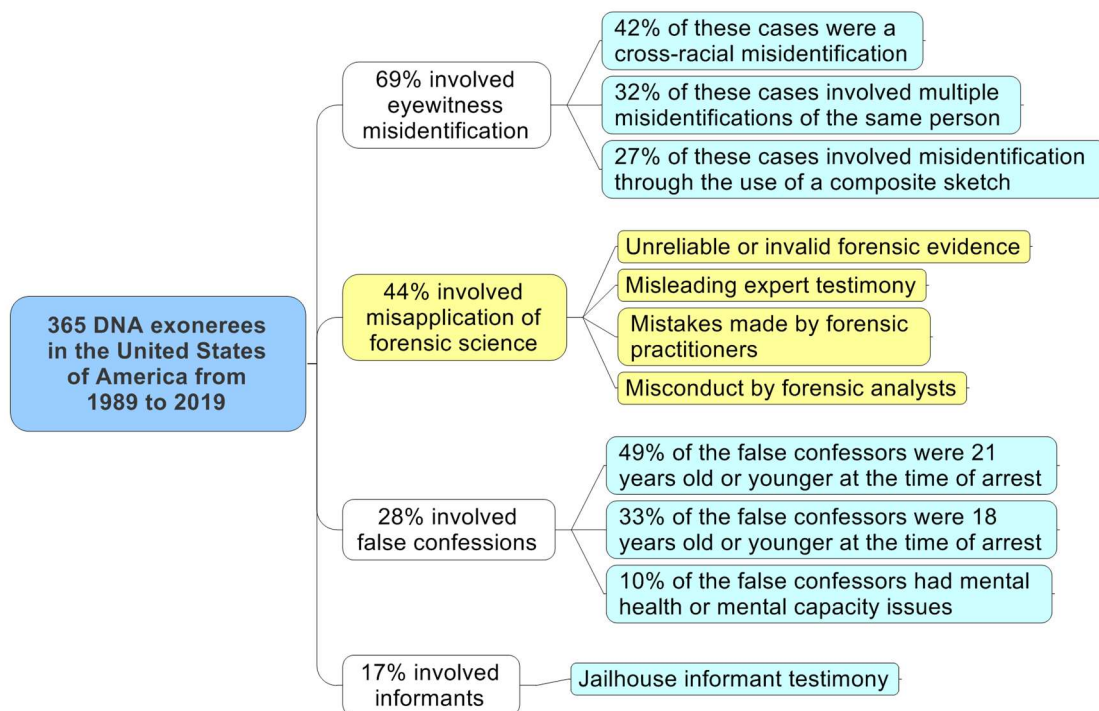 365 DNA exonerees
in the United States
of America from
1989 to 2019
69% involved
eyewitness
misidentification
42% of these cases were a
cross-racial misidentification
32% of these cases involved multiple
misidentifications of the same person
27% of these cases involved misidentification
through the use of a composite sketch
44% involved
misapplication of
forensic science
Unreliable or invalid forensic evidence
Misleading expert testimony
Mistakes made by forensic
practitioners
Misconduct by forensic analysts
28% involved
false confessions
49% of the false confessors were 21
years old or younger at the time of arrest
33% of the false confessors were 18
years old or younger at the time of arrest
10% of the false confessors had mental
health or mental capacity issues
17% involved
informants
Jailhouse informant testimony